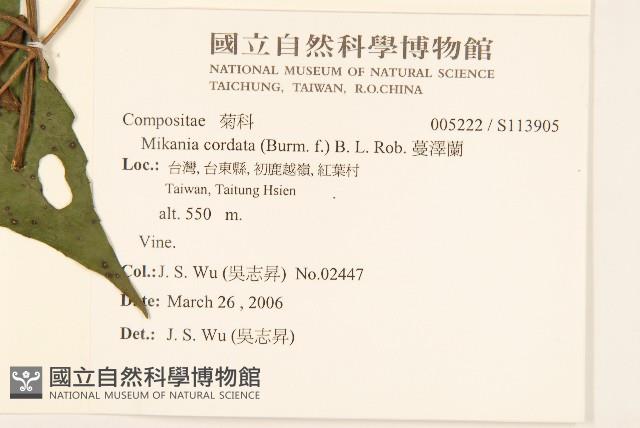 國立自然科學博物館
NATIONAL MUSEUM OF NATURAL SCIENCE
TAICHUNG, TAIWAN, R.O.CHINA
Compositae 菊科 005222 / S113905
Mikania cordata (Burm. f.) B. L. Rob. 蔓澤蘭
Loc.: 台灣, 台東縣, 初鹿越嶺, 紅葉村
Taiwan, Taitung Hsien
alt. 550 m.
Vine.
Col.: J. S. Wu (吳志昇) No.02447
Date: March 26 , 2006
Det.: J. S. Wu (吳志昇)
國立自然科學博物館
NATIONAL MUSEUM OF NATURAL SCIENCE